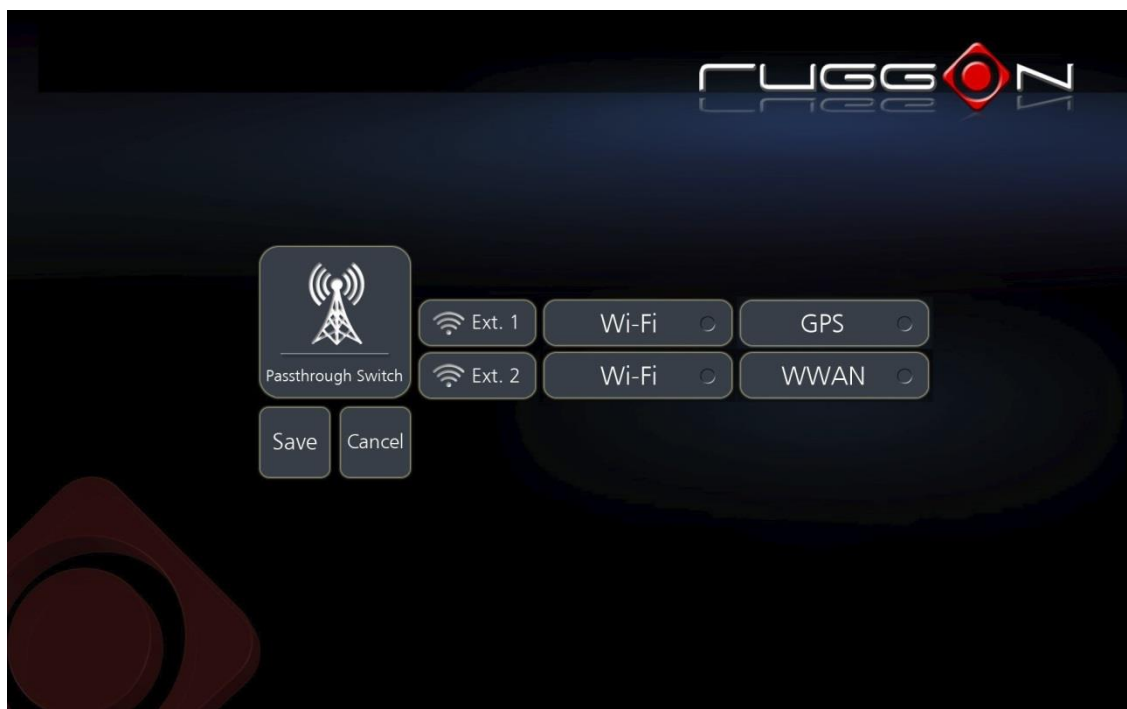 RUGGON
Ext. 1 Wi-Fi GPS
Passthrough Switch Ext. 2 Wi-Fi WWAN
Save Cancel